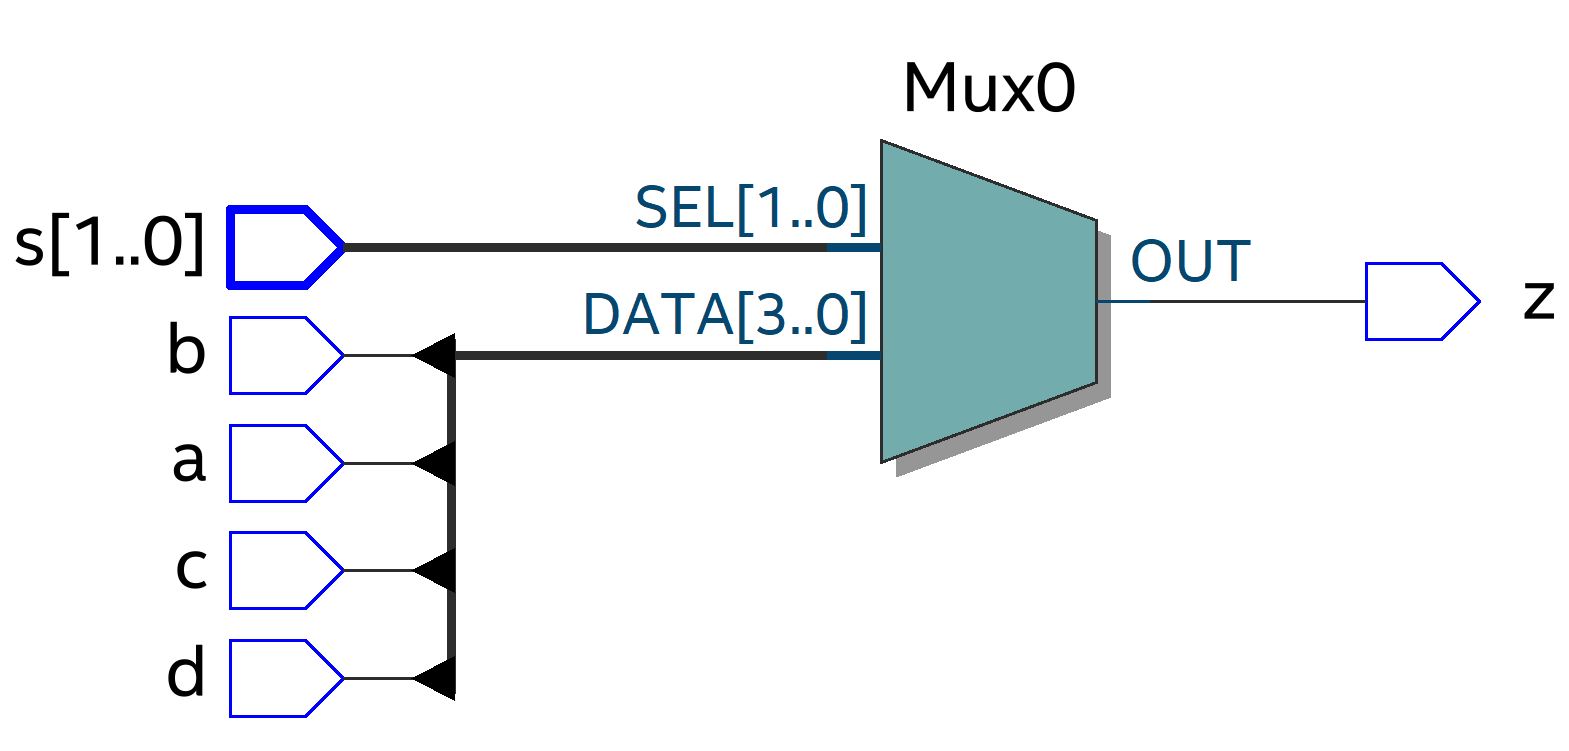 Mux0
s[1..0]
SEL[1..0]
DATA[3..0]
OUT
z
b
a
c
d